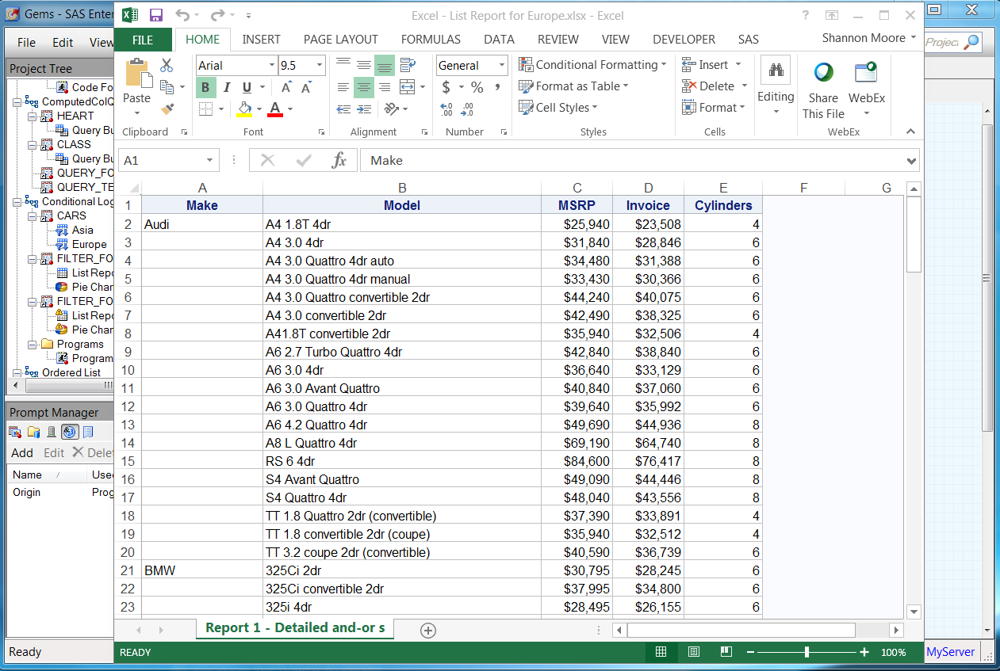 Gems - SAS Enter
File Edit View
Project Tree
Code Fo
ComputedColQ
HEART
Query Bu
CLASS
Query Bu
QUERY_FO
QUERY_TE
Conditional Log
CARS
Asia
Europe
FILTER_FO
List Repo
Pie Char
FILTER_FO
List Repo
Pie Char
Programs
Program
Ordered List
Prompt Manager
Add Edit Delet
Name / Used
Origin Prog
Ready
Excel - List Report for Europe.xlsx - Excel
?
FILE HOME INSERT PAGE LAYOUT FORMULAS DATA REVIEW VIEW DEVELOPER SAS Shannon Moore
Paste
Clipboard
Arial 9.5
B I U A A
A
Font
Alignment
General
$ % ,
.0 .00
.00 .0
Number
Conditional Formatting
Format as Table
Cell Styles
Styles
Insert
Delete
Format
Cells
Editing
Share This File
WebEx
WebEx
Project
A1 fx Make
A B C D E F G
1 Make Model MSRP Invoice Cylinders
2 Audi A4 1.8T 4dr $25,940 $23,508 4
3 A4 3.0 4dr $31,840 $28,846 6
4 A4 3.0 Quattro 4dr auto $34,480 $31,388 6
5 A4 3.0 Quattro 4dr manual $33,430 $30,366 6
6 A4 3.0 Quattro convertible 2dr $44,240 $40,075 6
7 A4 3.0 convertible 2dr $42,490 $38,325 6
8 A41.8T convertible 2dr $35,940 $32,506 4
9 A6 2.7 Turbo Quattro 4dr $42,840 $38,840 6
10 A6 3.0 4dr $36,640 $33,129 6
11 A6 3.0 Avant Quattro $40,840 $37,060 6
12 A6 3.0 Quattro 4dr $39,640 $35,992 6
13 A6 4.2 Quattro 4dr $49,690 $44,936 8
14 A8 L Quattro 4dr $69,190 $64,740 8
15 RS 6 4dr $84,600 $76,417 8
16 S4 Avant Quattro $49,090 $44,446 8
17 S4 Quattro 4dr $48,040 $43,556 8
18 TT 1.8 Quattro 2dr (convertible) $37,390 $33,891 4
19 TT 1.8 convertible 2dr (coupe) $35,940 $32,512 4
20 TT 3.2 coupe 2dr (convertible) $40,590 $36,739 6
21 BMW 325Ci 2dr $30,795 $28,245 6
22 325Ci convertible 2dr $37,995 $34,800 6
23 325i 4dr $28,495 $26,155 6
Report 1 - Detailed and-or s
READY 100%
MyServer